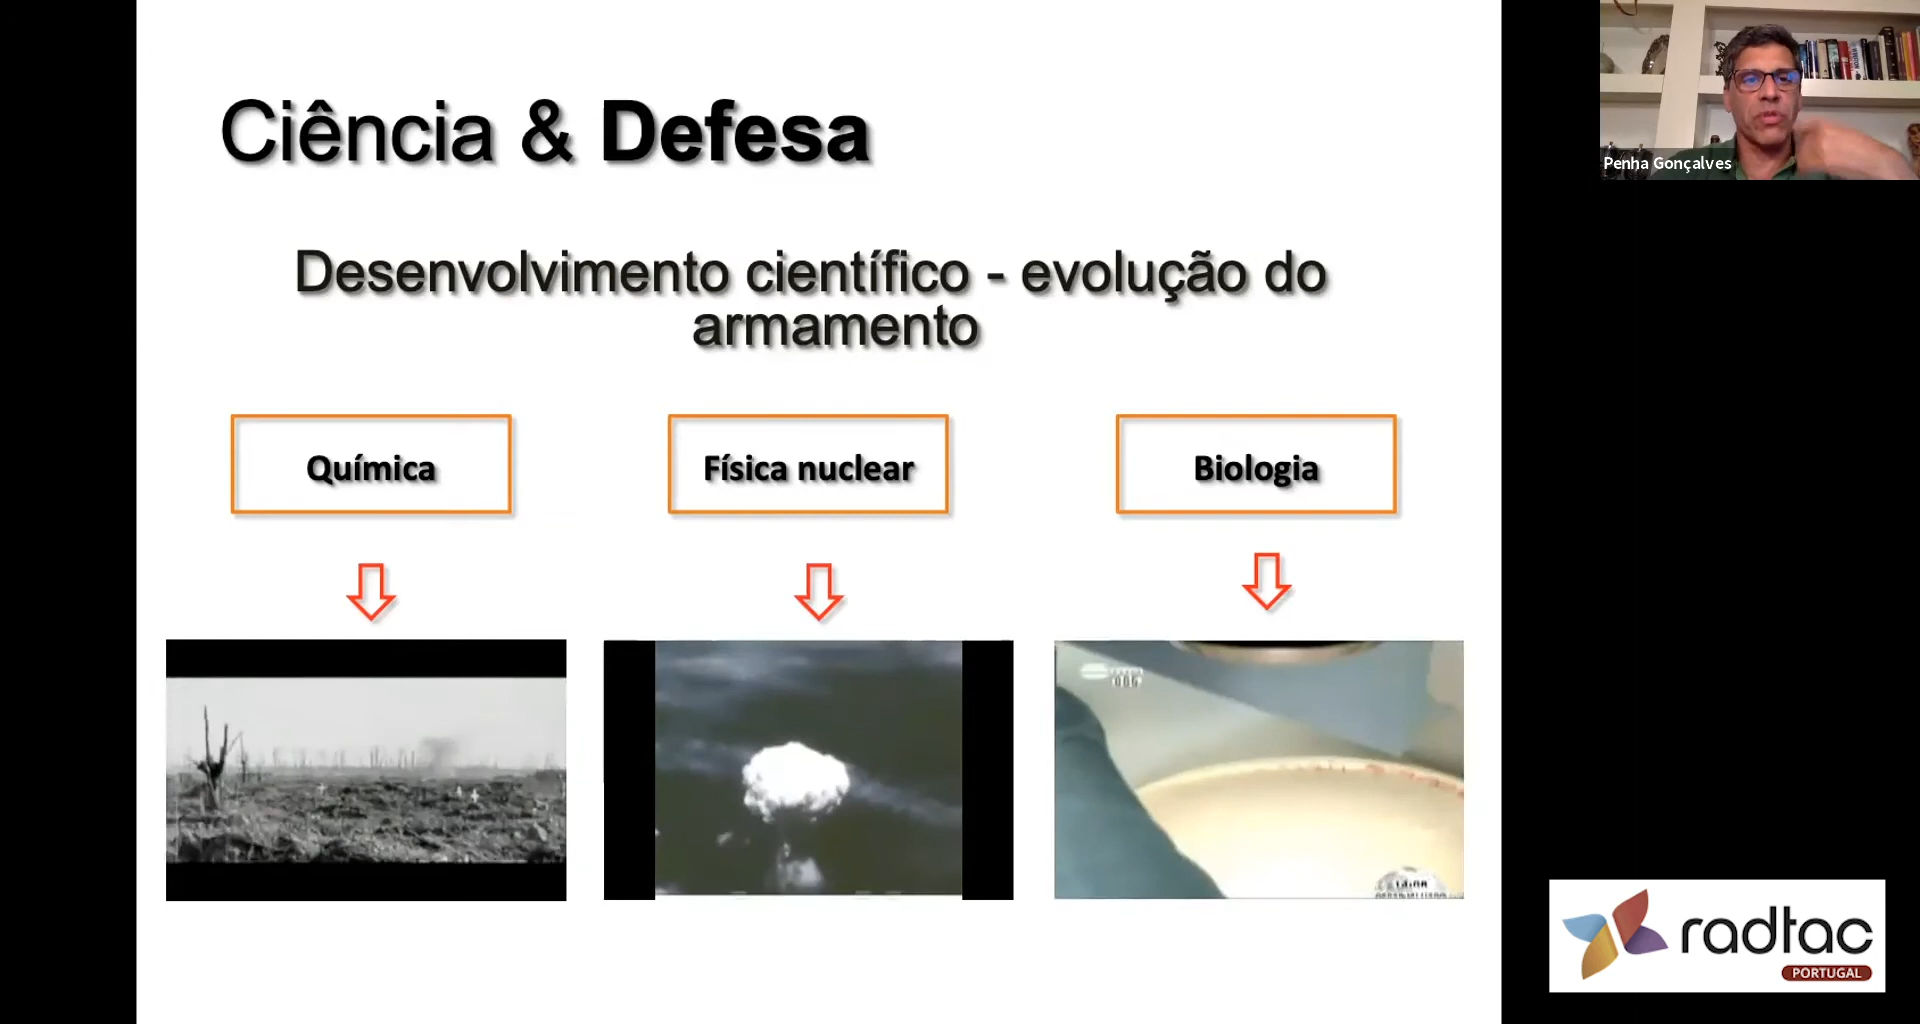 Ciência & Defesa
Penha Gonçalves
Desenvolvimento científico - evolução do
armamento
Química
Física nuclear
Biologia
radtac
PORTUGAL